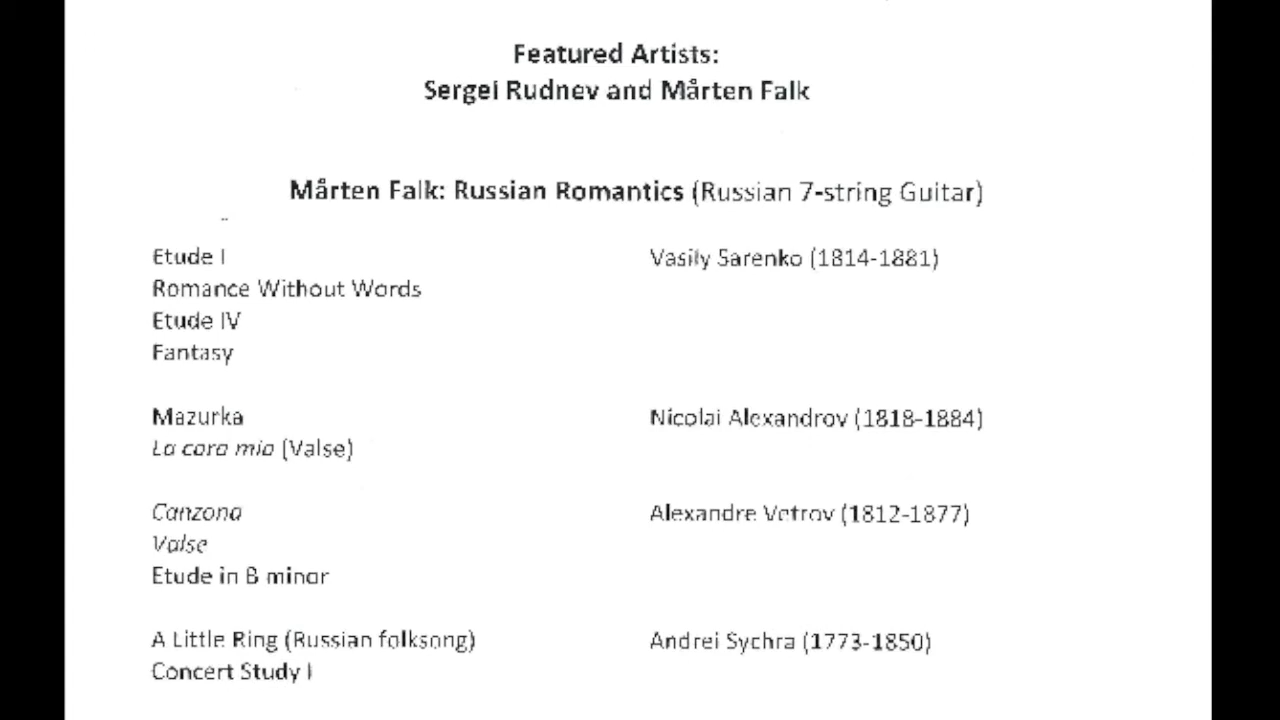 Featured Artists:
Sergei Rudnev and Mårten Falk
Mårten Falk: Russian Romantics (Russian 7-string Guitar)
Etude I Vasily Sarenko (1814-1881)
Romance Without Words
Etude IV
Fantasy
Mazurka Nicolai Alexandrov (1818-1884)
La cara mia (Valse)
Canzona Alexandre Vetrov (1812-1877)
Valse
Etude in B minor
A Little Ring (Russian folksong) Andrei Sychra (1773-1850)
Concert Study I